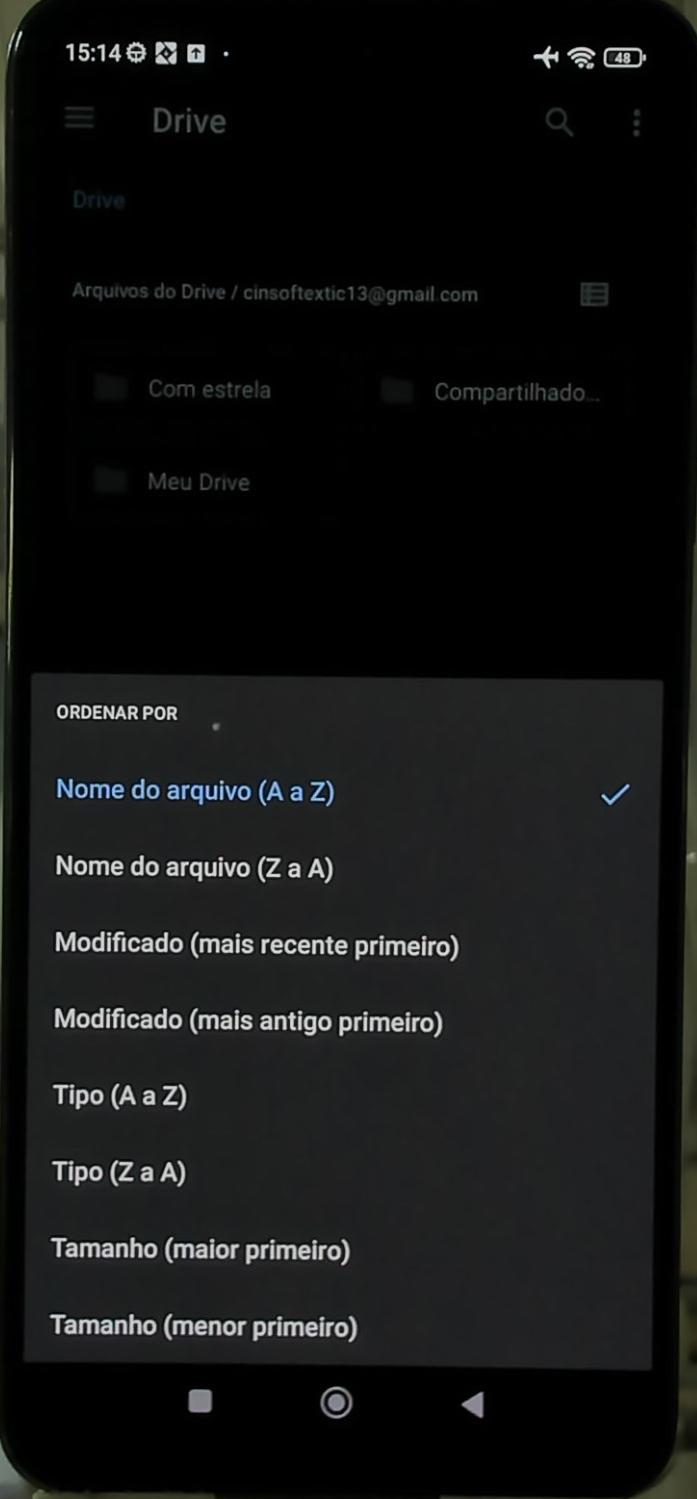 15:14
48
Drive
Drive
Arquivos do Drive / cinsoftextic13@gmail.com
Com estrela
Compartilhado...
Meu Drive
ORDENAR POR
Nome do arquivo (A a Z)
Nome do arquivo (Z a A)
Modificado (mais recente primeiro)
Modificado (mais antigo primeiro)
Tipo (A a Z)
Tipo (Z a A)
Tamanho (maior primeiro)
Tamanho (menor primeiro)